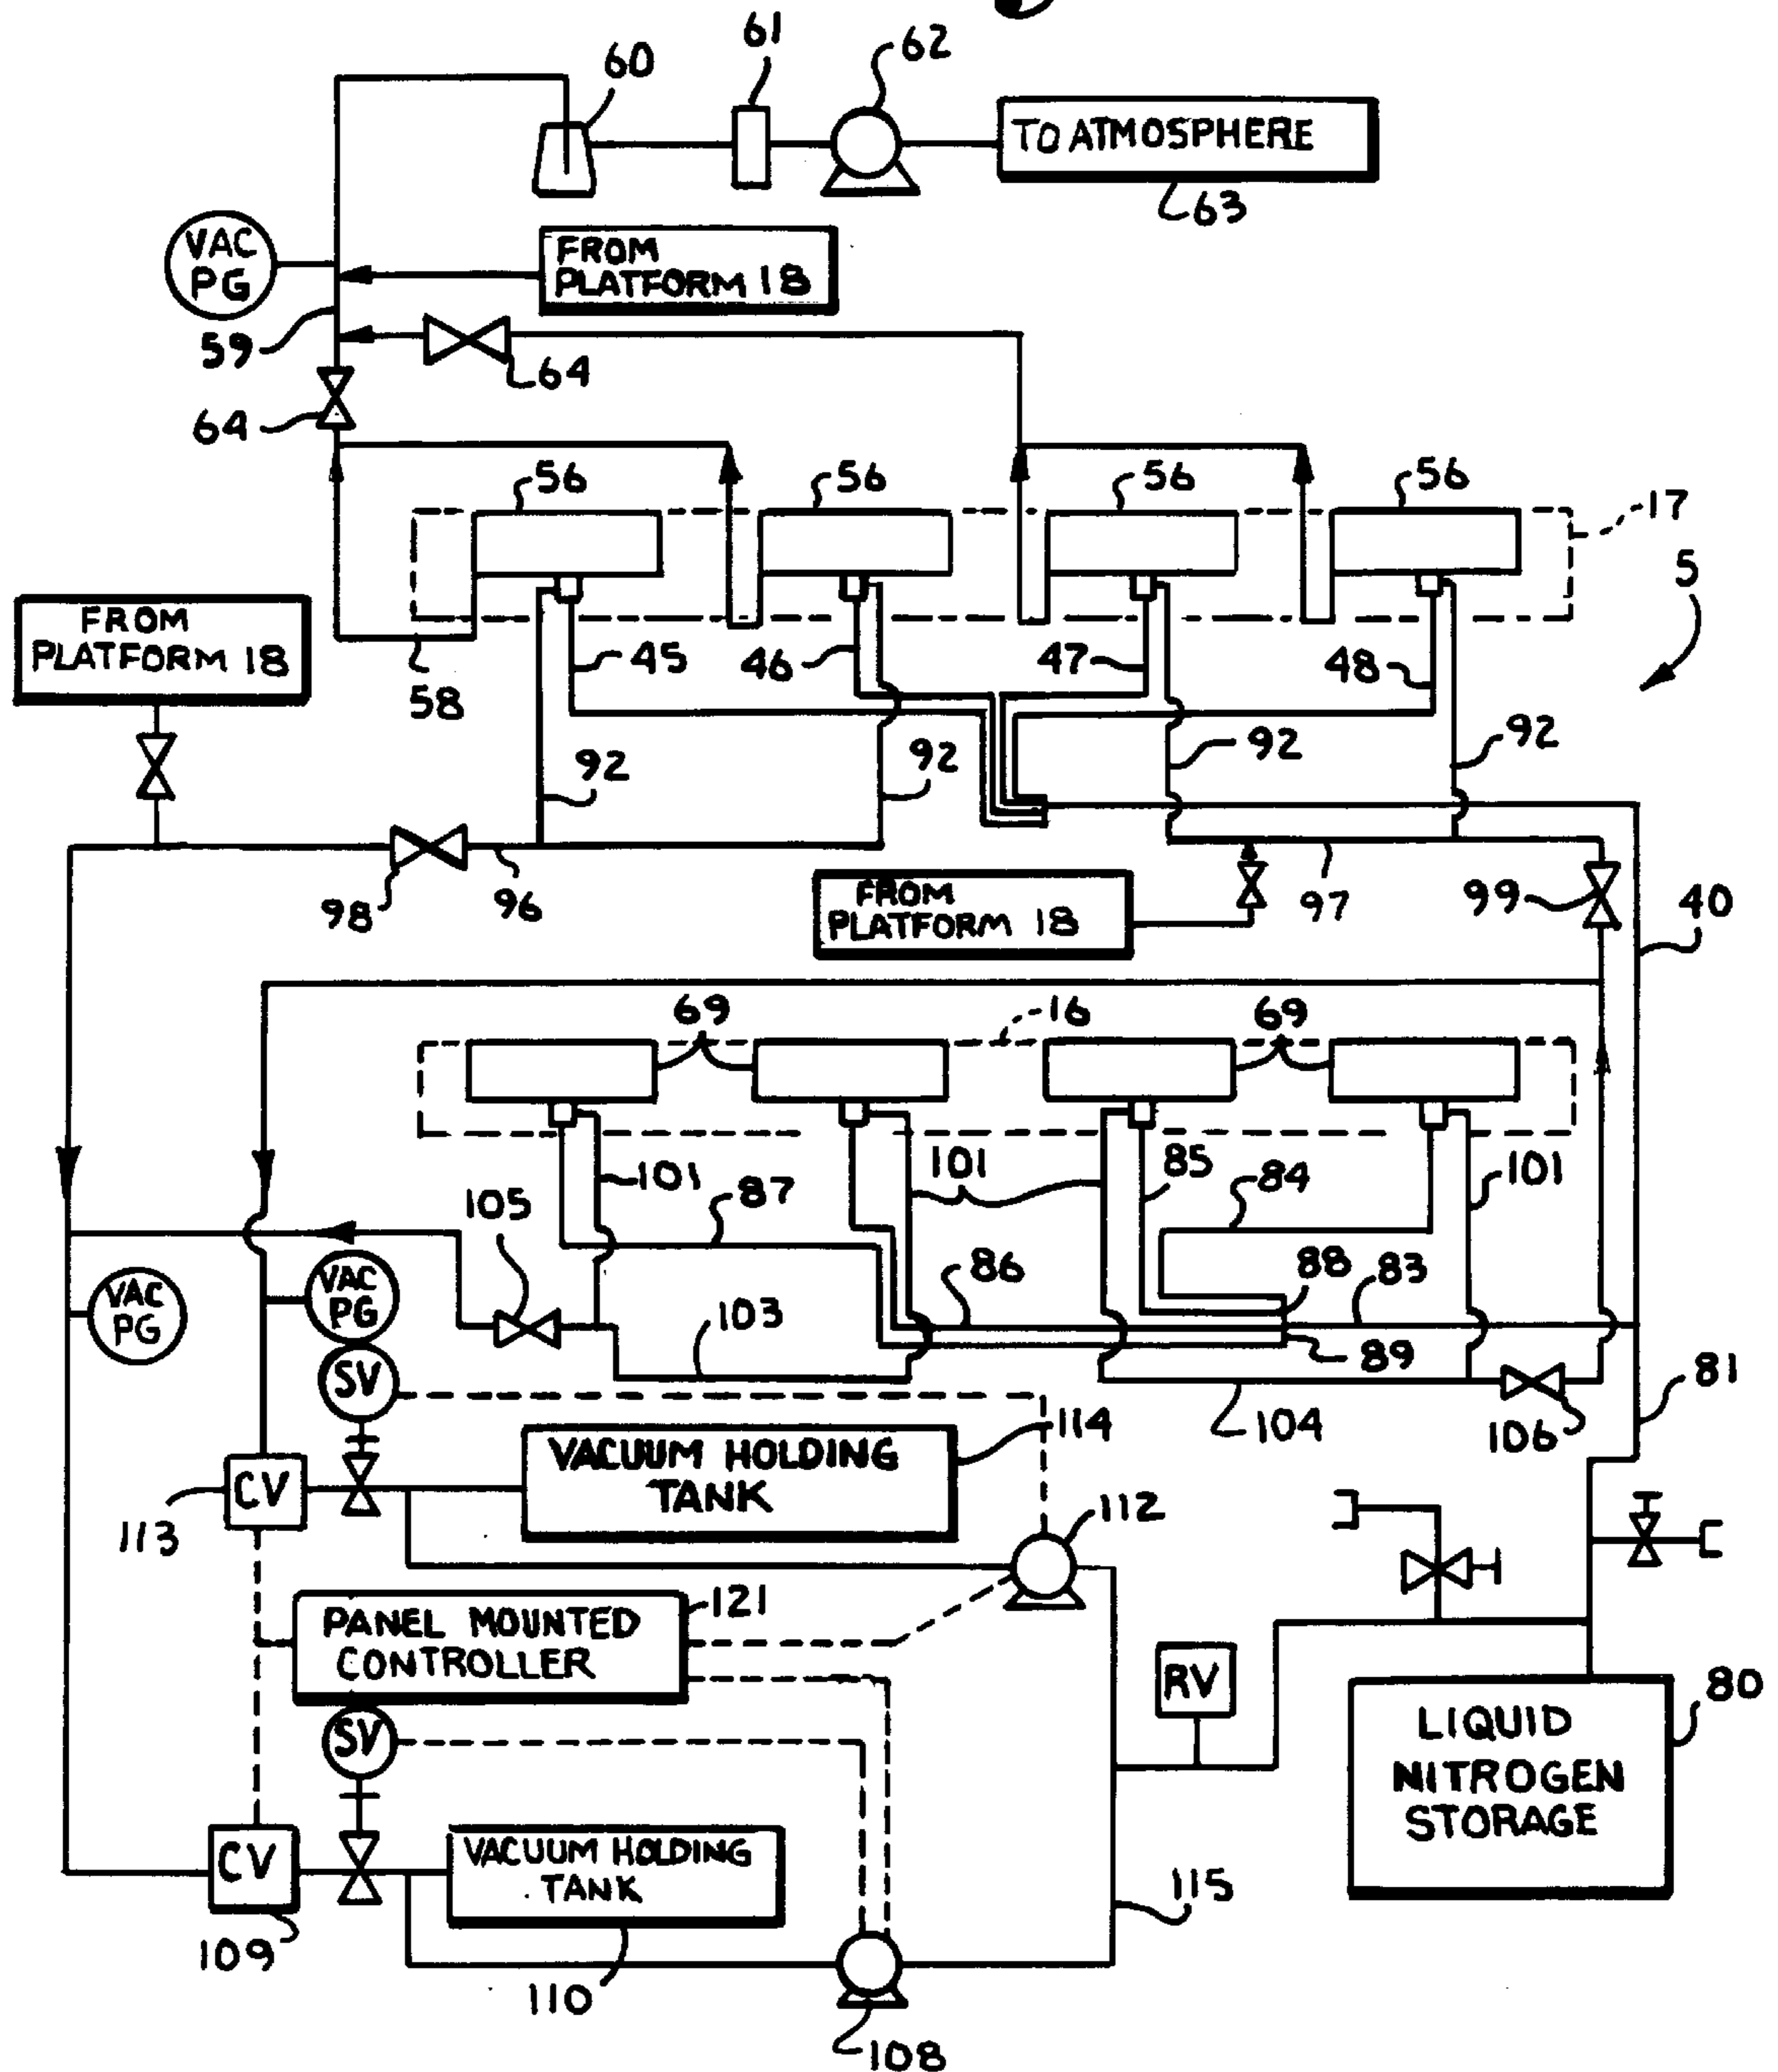 61
62
60
TO ATMOSPHERE
63
VAC
PG
FROM
PLATFORM 18
59
64
64
56
56
56
56
17
5
FROM
PLATFORM 18
58
45
46
47
48
92
92
92
92
98
96
FROM
PLATFORM 18
97
99
40
69
16
69
101
87
101
85
84
101
105
VAC
PG
VAC
PG
86
88
83
103
89
SV
104
106
81
114
VACUUM HOLDING
TANK
CV
113
112
121
PANEL MOUNTED
CONTROLLER
RV
80
LIQUID
NITROGEN
STORAGE
SV
CV
VACUUM HOLDING
TANK
115
109
110
108